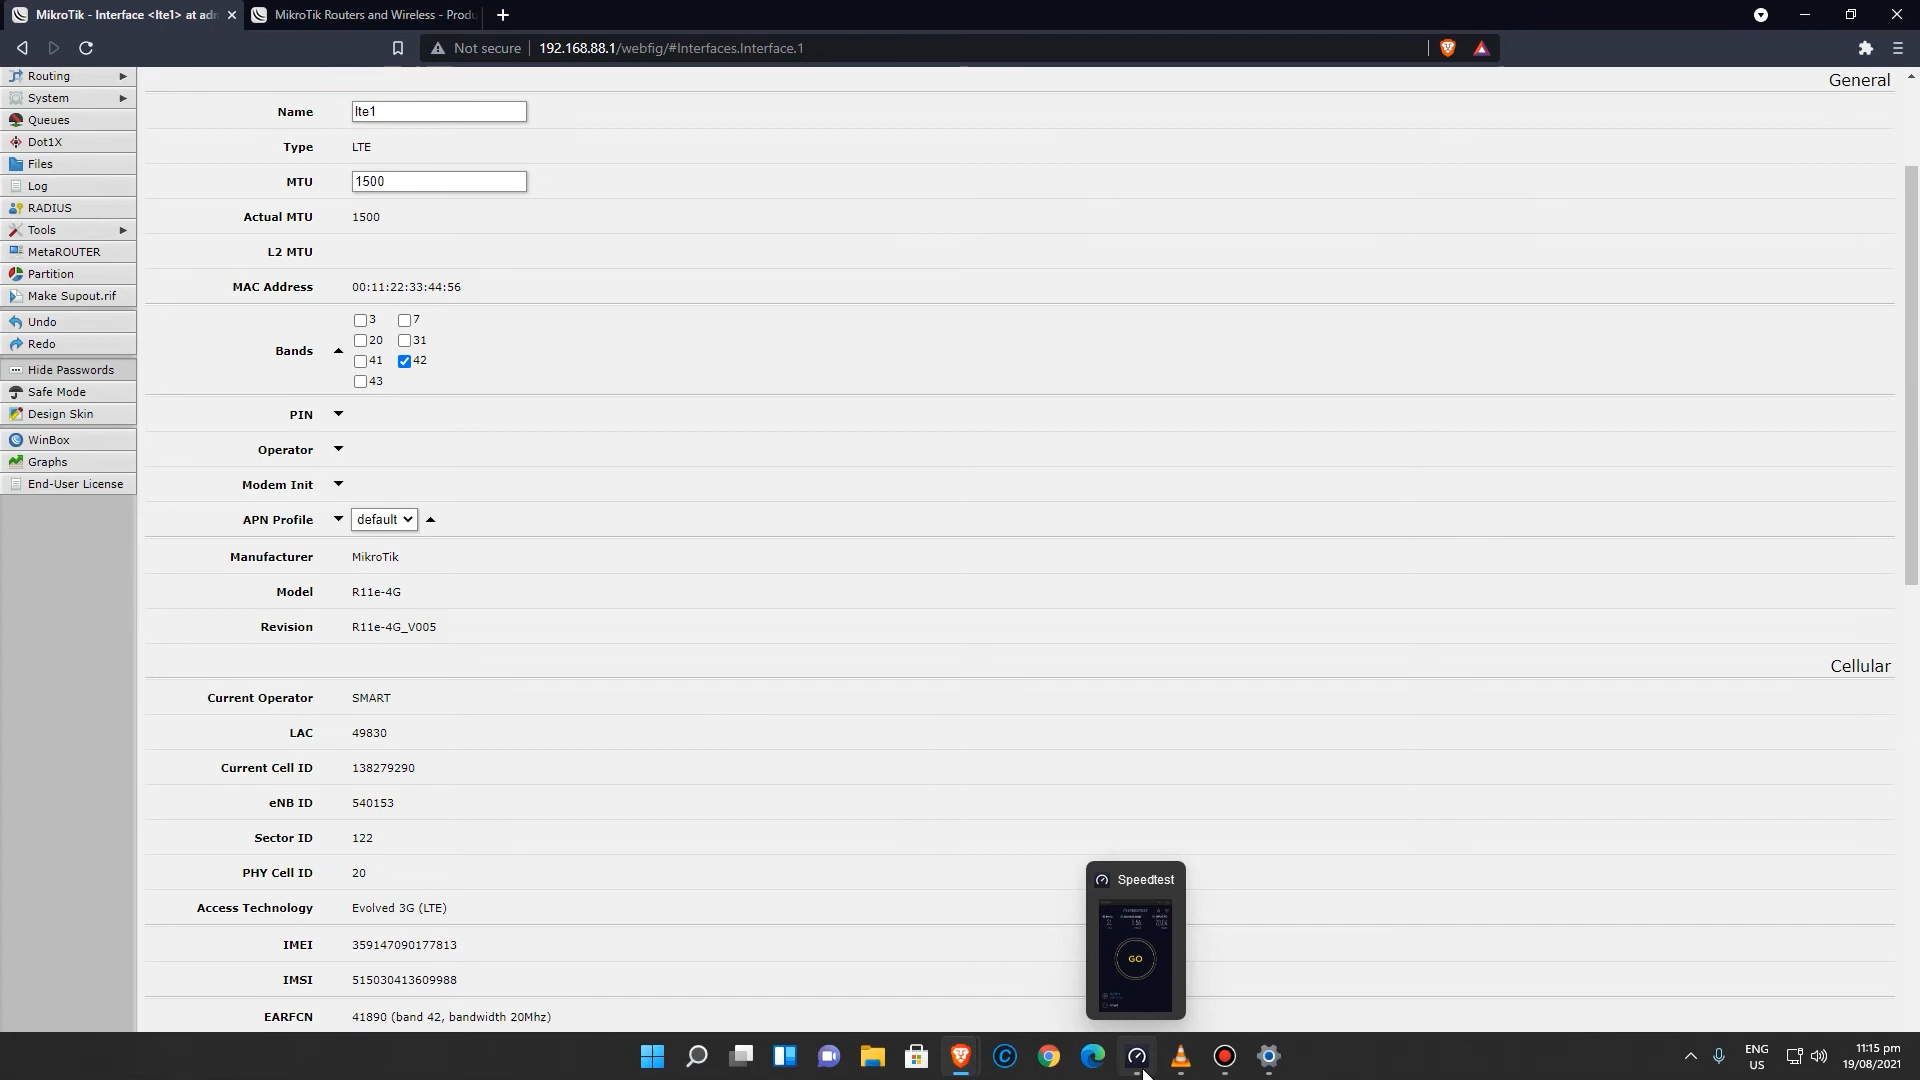 MikroTik - Interface <lte1> at adm
MikroTik Routers and Wireless - Produ
Not secure
192.168.88.1/webfig/#Interfaces.Interface.1
Routing
System
Queues
Dot1X
Files
Log
RADIUS
Tools
MetaROUTER
Partition
Make Supout.rif
Undo
Redo
Hide Passwords
Safe Mode
Design Skin
WinBox
Graphs
End-User License
General
Name lte1
Type LTE
MTU 1500
Actual MTU 1500
L2 MTU
MAC Address 00:11:22:33:44:56
Bands
3 7
20 31
41 42
43
PIN
Operator
Modem Init
APN Profile default
Manufacturer MikroTik
Model R11e-4G
Revision R11e-4G_V005
Cellular
Current Operator SMART
LAC 49830
Current Cell ID 138279290
eNB ID 540153
Sector ID 122
PHY Cell ID 20
Access Technology Evolved 3G (LTE)
IMEI 359147090177813
IMSI 515030413609988
EARFCN 41890 (band 42, bandwidth 20Mhz)
Speedtest
GO
ENG
US
11:15 pm
19/08/2021